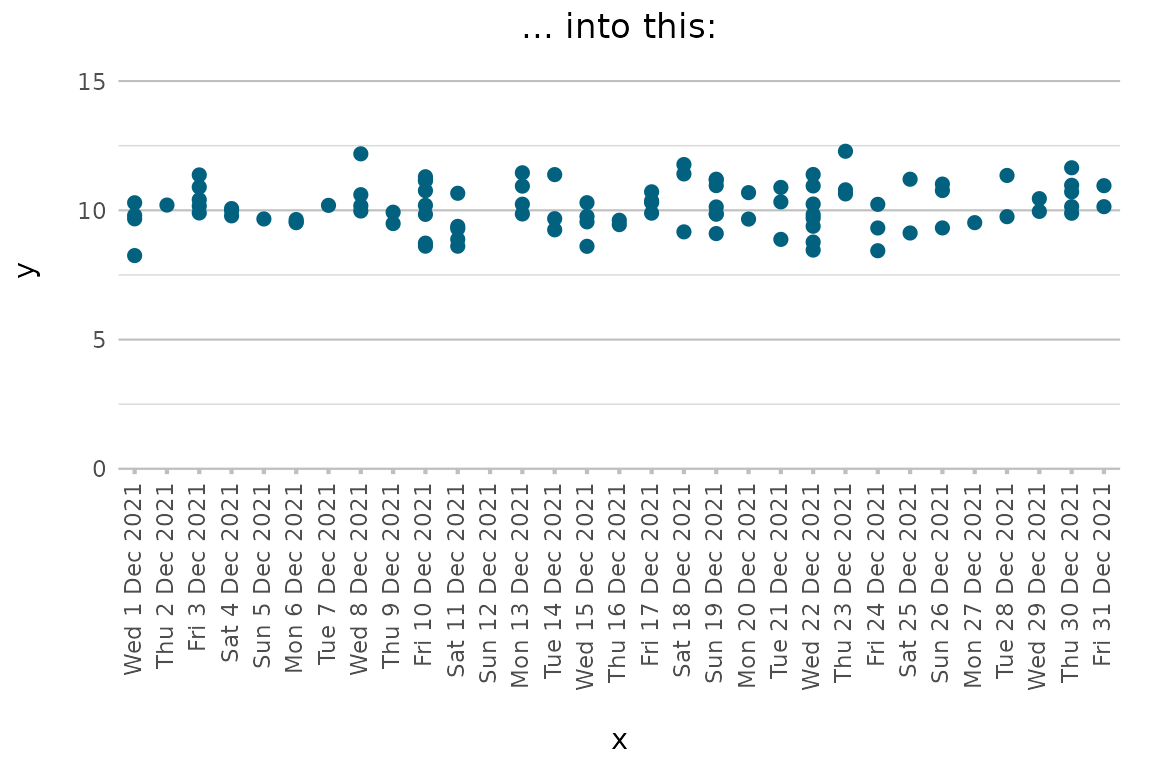 ... into this:
15
10
5
0
y
Wed 1 Dec 2021
Thu 2 Dec 2021
Fri 3 Dec 2021
Sat 4 Dec 2021
Sun 5 Dec 2021
Mon 6 Dec 2021
Tue 7 Dec 2021
Wed 8 Dec 2021
Thu 9 Dec 2021
Fri 10 Dec 2021
Sat 11 Dec 2021
Sun 12 Dec 2021
Mon 13 Dec 2021
Tue 14 Dec 2021
Wed 15 Dec 2021
Thu 16 Dec 2021
Fri 17 Dec 2021
Sat 18 Dec 2021
Sun 19 Dec 2021
Mon 20 Dec 2021
Tue 21 Dec 2021
Wed 22 Dec 2021
Thu 23 Dec 2021
Fri 24 Dec 2021
Sat 25 Dec 2021
Sun 26 Dec 2021
Mon 27 Dec 2021
Tue 28 Dec 2021
Wed 29 Dec 2021
Thu 30 Dec 2021
Fri 31 Dec 2021
x